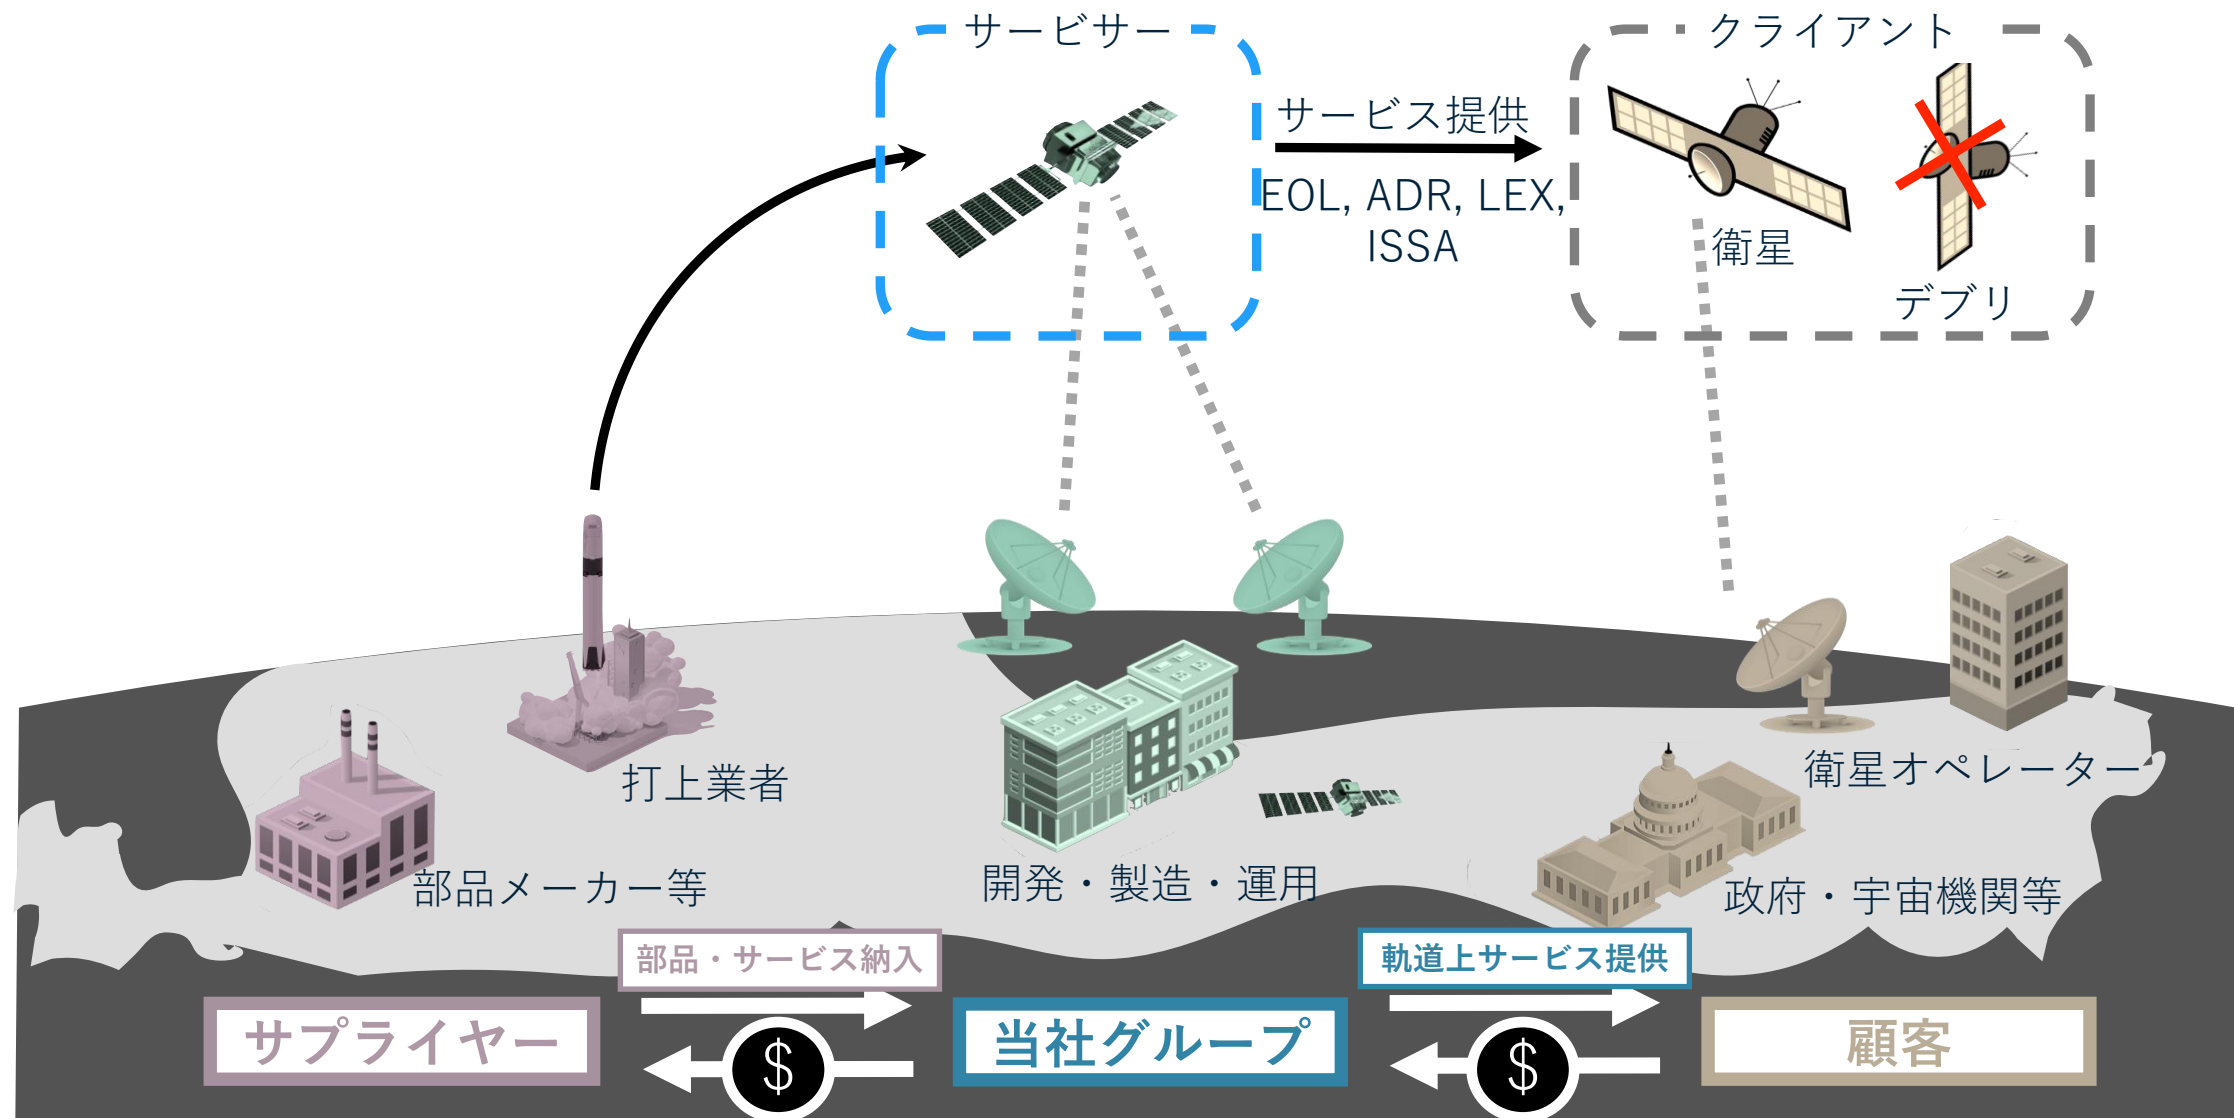 サービサー
クライアント
サービス提供
EOL, ADR, LEX,
ISSA
衛星
デブリ
打上業者
衛星オペレーター
部品メーカー等
開発・製造・運用
政府・宇宙機関等
部品・サービス納入
軌道上サービス提供
サプライヤー
当社グループ
顧客
$
$